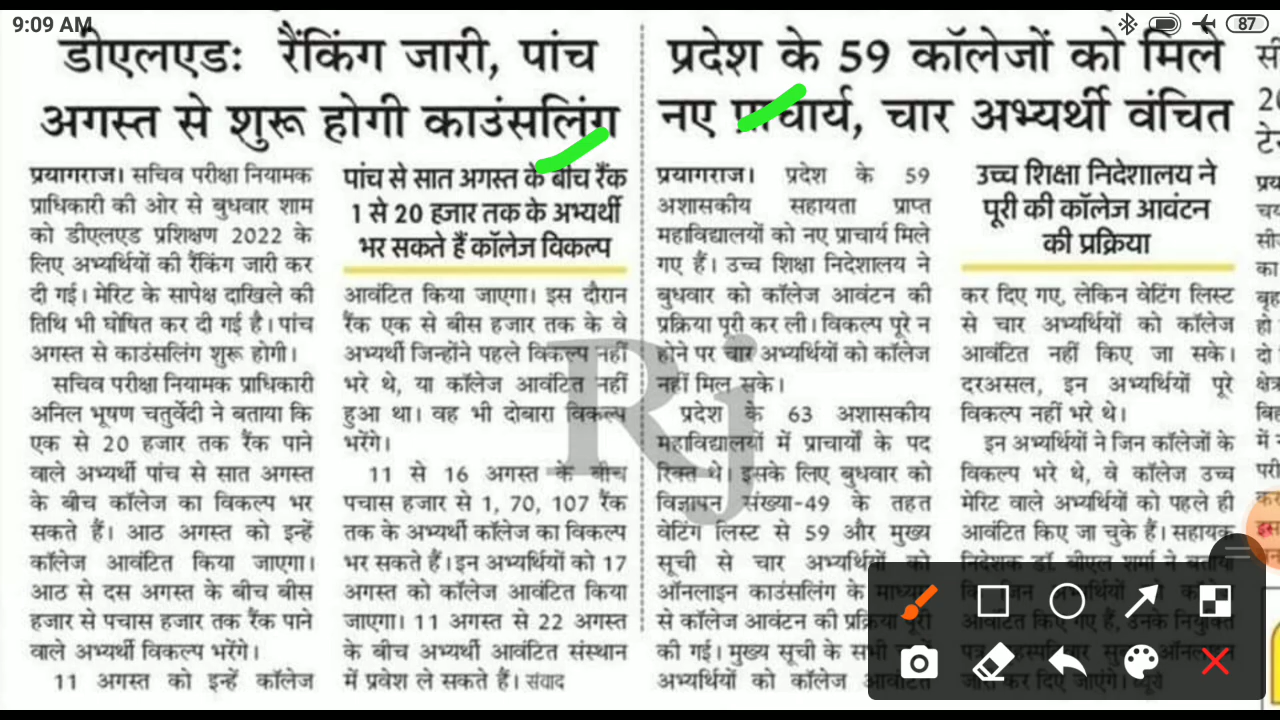 9:09 AM
87
डीएलएड: रैंकिंग जारी, पांच
अगस्त से शुरू होगी काउंसलिंग
प्रयागराज। सचिव परीक्षा नियामक
प्राधिकारी की ओर से बुधवार शाम
को डीएलएड प्रशिक्षण 2022 के
लिए अभ्यर्थियों की रैंकिंग जारी कर
दी गई। मेरिट के सापेक्ष दाखिले की
तिथि भी घोषित कर दी गई है। पांच
अगस्त से काउंसलिंग शुरू होगी।
सचिव परीक्षा नियामक प्राधिकारी
अनिल भूषण चतुर्वेदी ने बताया कि
एक से 20 हजार तक रैंक पाने
वाले अभ्यर्थी पांच से सात अगस्त
के बीच कॉलेज का विकल्प भर
सकते हैं। आठ अगस्त को इन्हें
कॉलेज आवंटित किया जाएगा।
आठ से दस अगस्त के बीच बीस
हजार से पचास हजार तक रैंक पाने
वाले अभ्यर्थी विकल्प भरेंगे।
11 अगस्त को इन्हें कॉलेज
पांच से सात अगस्त के बीच रैंक
1 से 20 हजार तक के अभ्यर्थी
भर सकते हैं कॉलेज विकल्प
आवंटित किया जाएगा। इस दौरान
रैंक एक से बीस हजार तक के वे
अभ्यर्थी जिन्होंने पहले विकल्प नहीं
भरे थे, या कॉलेज आवंटित नहीं
हुआ था। वह भी दोबारा विकल्प
भरेंगे।
11 से 16 अगस्त के बीच
पचास हजार से 1, 70, 107 रैंक
तक के अभ्यर्थी कॉलेज का विकल्प
भर सकते हैं। इन अभ्यर्थियों को 17
अगस्त को कॉलेज आवंटित किया
जाएगा। 11 अगस्त से 22 अगस्त
के बीच अभ्यर्थी आवंटित संस्थान
में प्रवेश ले सकते हैं। संवाद
प्रदेश के 59 कॉलेजों को मिले
नए प्राचार्य, चार अभ्यर्थी वंचित
प्रयागराज। प्रदेश के 59
अशासकीय सहायता प्राप्त
महाविद्यालयों को नए प्राचार्य मिले
गए हैं। उच्च शिक्षा निदेशालय ने
बुधवार को कॉलेज आवंटन की
प्रक्रिया पूरी कर ली। विकल्प पूरे न
होने पर चार अभ्यर्थियों को कॉलेज
नहीं मिल सके।
प्रदेश के 63 अशासकीय
महाविद्यालयों में प्राचार्यों के पद
रिक्त थे। इसके लिए बुधवार को
विज्ञापन संख्या-49 के तहत
वेटिंग लिस्ट से 59 और मुख्य
सूची से चार अभ्यर्थियों को
ऑनलाइन काउंसलिंग के माध्यम
से कॉलेज आवंटन की प्रक्रिया पूरी
की गई। मुख्य सूची के सभी
अभ्यर्थियों को कॉलेज आवंटित
उच्च शिक्षा निदेशालय ने
पूरी की कॉलेज आवंटन
की प्रक्रिया
कर दिए गए, लेकिन वेटिंग लिस्ट
से चार अभ्यर्थियों को कॉलेज
आवंटित नहीं किए जा सके।
दरअसल, इन अभ्यर्थियों पूरे
विकल्प नहीं भरे थे।
इन अभ्यर्थियों ने जिन कॉलेजों के
विकल्प भरे थे, वे कॉलेज उच्च
मेरिट वाले अभ्यर्थियों को पहले ही
आवंटित किए जा चुके हैं। सहायक
निदेशक डॉ. बीएल शर्मा ने बताया
Rj